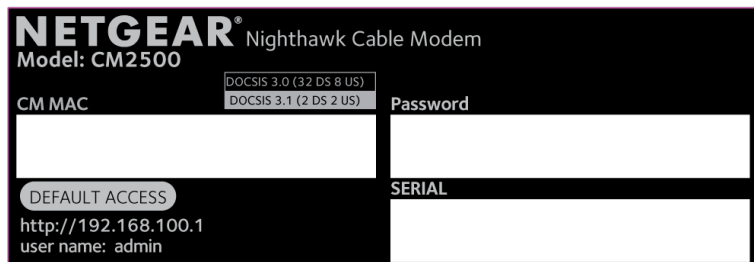 NETGEAR® Nighthawk Cable Modem
Model: CM2500
DOCSIS 3.0 (32 DS 8 US)
DOCSIS 3.1 (2 DS 2 US)
CM MAC
Password
DEFAULT ACCESS
http://192.168.100.1
user name: admin
SERIAL